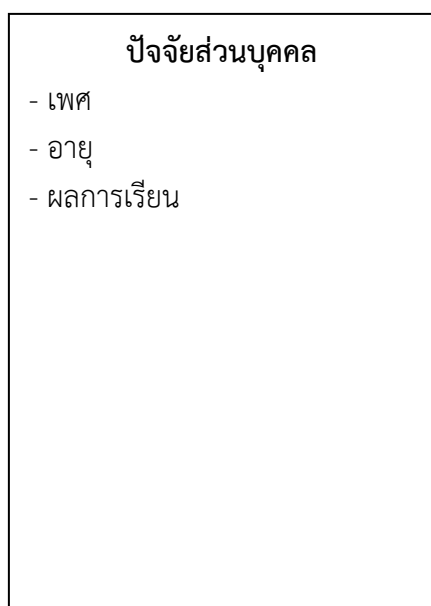 ปัจจัยส่วนบุคคล
- เพศ
- อายุ
- ผลการเรียน